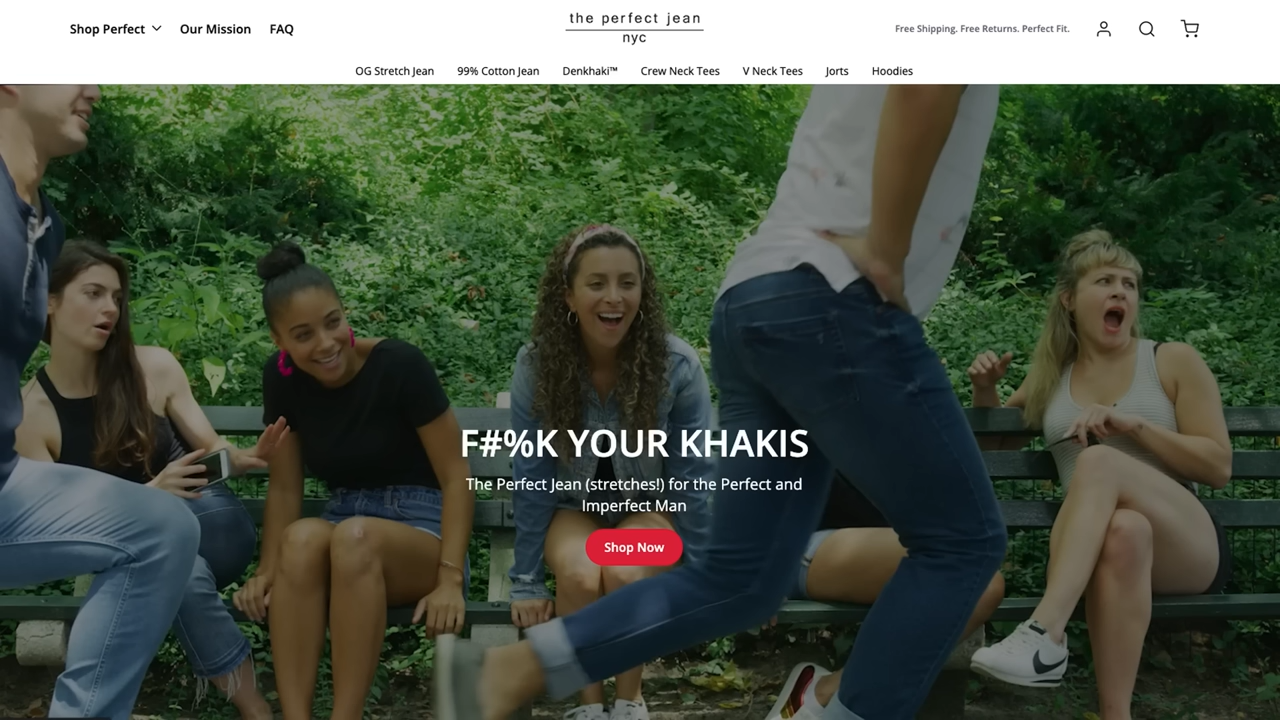 Shop Perfect
Our Mission
FAQ
the perfect jean
nyc
Free Shipping. Free Returns. Perfect Fit.
OG Stretch Jean
99% Cotton Jean
Denkhaki™
Crew Neck Tees
V Neck Tees
Jorts
Hoodies
F#%K YOUR KHAKIS
The Perfect Jean (stretches!) for the Perfect and
Imperfect Man
Shop Now